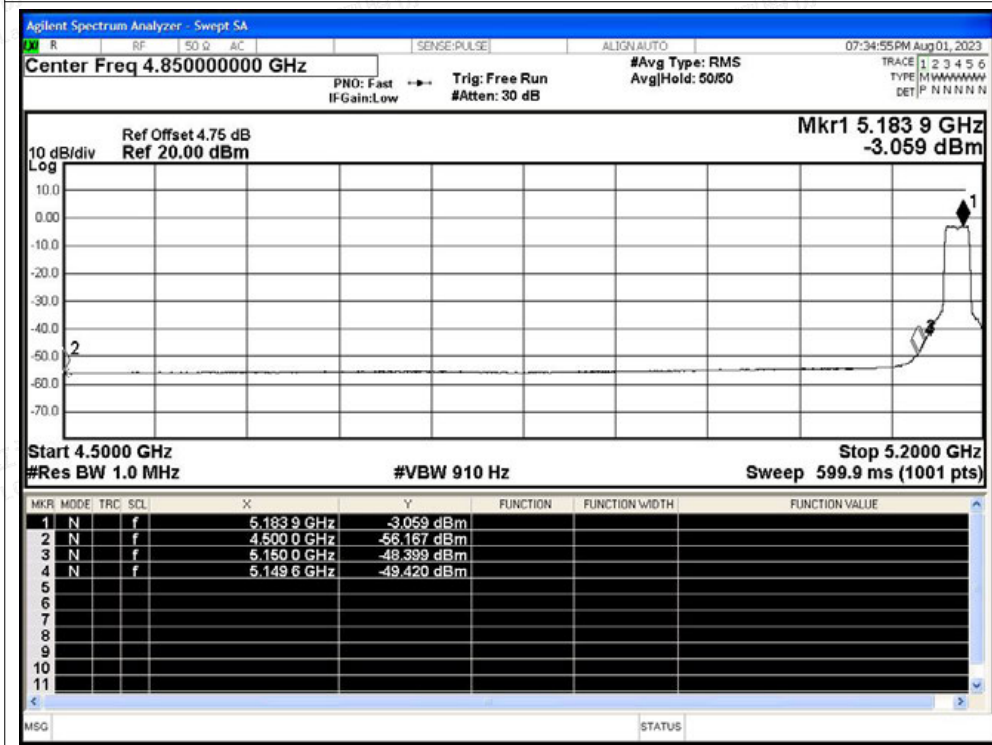 Agilent Spectrum Analyzer - Swept SA
R RF 50 Ω AC SENSE:PULSE ALIGN AUTO 07:34:55 PM Aug 01, 2023
Center Freq 4.850000000 GHz
PNO: Fast
IFGain:Low
Trig: Free Run
#Atten: 30 dB
#Avg Type: RMS
Avg|Hold: 50/50
TRACE 1 2 3 4 5 6
TYPE M
DET P N N N N N
Ref Offset 4.75 dB
10 dB/div Ref 20.00 dBm
Log
Mkr1 5.183 9 GHz
-3.059 dBm
10.0
0.00
-10.0
-20.0
-30.0
-40.0
-50.0
-60.0
-70.0
1
2
Start 4.5000 GHz Stop 5.2000 GHz
#Res BW 1.0 MHz #VBW 910 Hz Sweep 599.9 ms (1001 pts)
MKR MODE TRC SCL X Y FUNCTION FUNCTION WIDTH FUNCTION VALUE
1 N f 5.183 9 GHz -3.059 dBm
2 N f 4.500 0 GHz -56.167 dBm
3 N f 5.150 0 GHz -48.399 dBm
4 N f 5.149 6 GHz -49.420 dBm
5
6
7
8
9
10
11
MSG STATUS